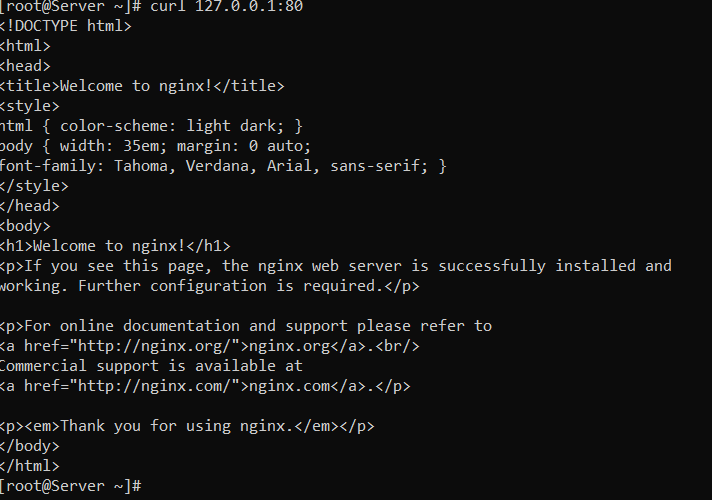 [root@Server ~]# curl 127.0.0.1:80
<!DOCTYPE html>
<html>
<head>
<title>Welcome to nginx!</title>
<style>
html { color-scheme: light dark; }
body { width: 35em; margin: 0 auto;
font-family: Tahoma, Verdana, Arial, sans-serif; }
</style>
</head>
<body>
<h1>Welcome to nginx!</h1>
<p>If you see this page, the nginx web server is successfully installed and
working. Further configuration is required.</p>

<p>For online documentation and support please refer to
<a href="http://nginx.org/">nginx.org</a>.<br/>
Commercial support is available at
<a href="http://nginx.com/">nginx.com</a>.</p>

<p><em>Thank you for using nginx.</em></p>
</body>
</html>
[root@Server ~]#